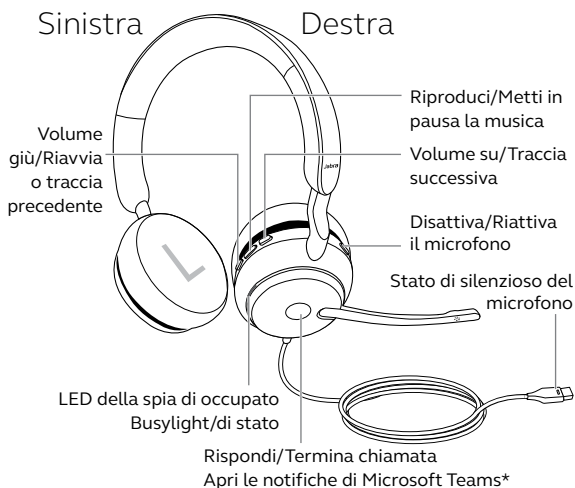 Sinistra
Destra
Riproduci/Metti in
pausa la musica
Volume
giù/Riavvia
o traccia
precedente
Volume su/Traccia
successiva
Jabra
Disattiva/Riattiva
il microfono
Stato di silenzioso del
microfono
L
LED della spia di occupato
Busylight/di stato
Rispondi/Termina chiamata
Apri le notifiche di Microsoft Teams*